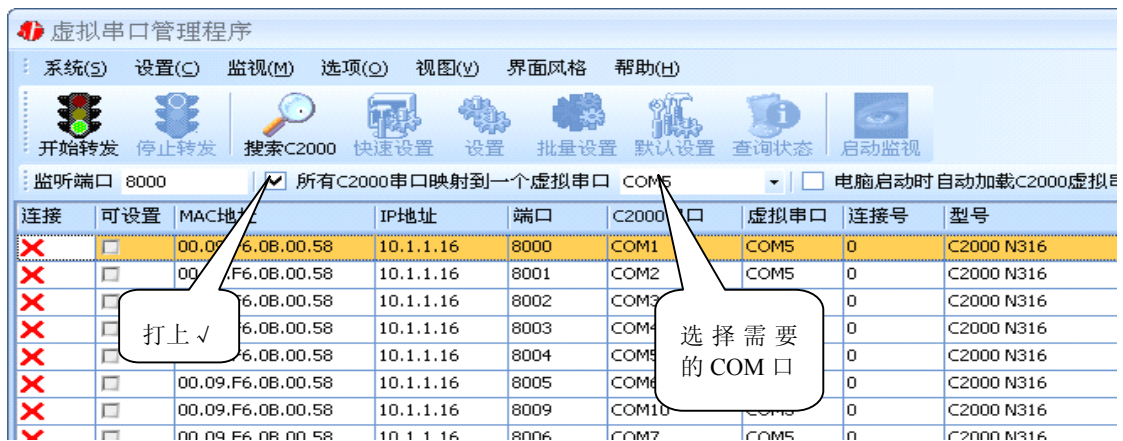 虚拟串口管理程序
系统(S) 设置(C) 监视(M) 选项(O) 视图(V) 界面风格 帮助(H)
开始转发 停止转发 搜索C2000 快速设置 设置 批量设置 默认设置 查询状态 启动监视
监听端口 8000 所有C2000串口映射到一个虚拟串口 COM5 电脑启动时自动加载C2000虚拟
连接 可设置 MAC地址 IP地址 端口 C2000串口 虚拟串口 连接号 型号
00.09.F6.0B.00.58 10.1.1.16 8000 COM1 COM5 0 C2000 N316
00. .F6.0B.00.58 10.1.1.16 8001 COM2 COM5 0 C2000 N316
F6.0B.00.58 10.1.1.16 8002 COM3 0 C2000 N316
F6.0B.00.58 10.1.1.16 8003 COM4 0 C2000 N316
F6.0B.00.58 10.1.1.16 8004 COM5 0 C2000 N316
00.09.F6.0B.00.58 10.1.1.16 8005 COM6 0 C2000 N316
00.09.F6.0B.00.58 10.1.1.16 8009 COM10 0 C2000 N316
00.09.F6.0B.00.58 10.1.1.16 8006 COM7 COM5 0 C2000 N316
打上√
选择需要
的COM口